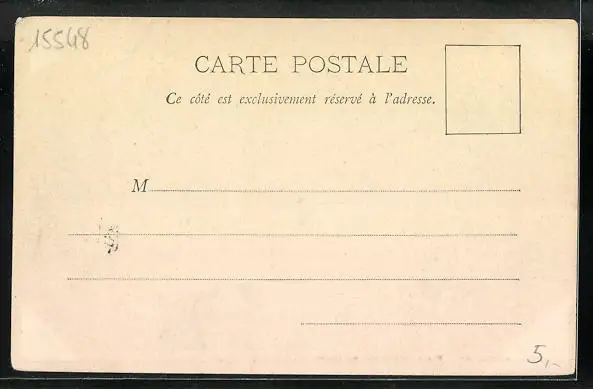 15548
CARTE POSTALE
Ce côté est exclusivement réservé à l'adresse.
M
5,-